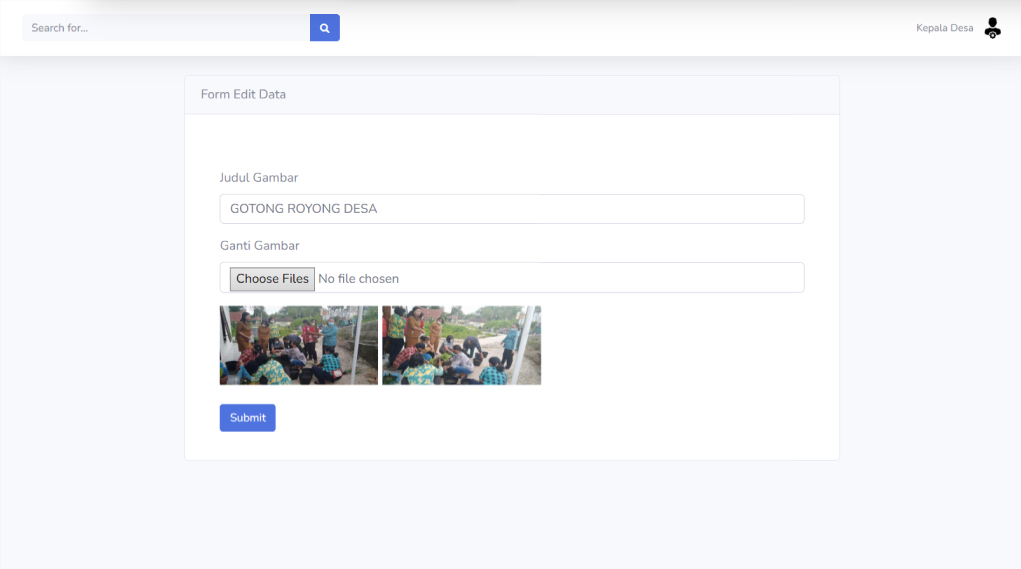 Search for...
Kepala Desa
Form Edit Data
Judul Gambar
GOTONG ROYONG DESA
Ganti Gambar
Choose Files No file chosen
Submit